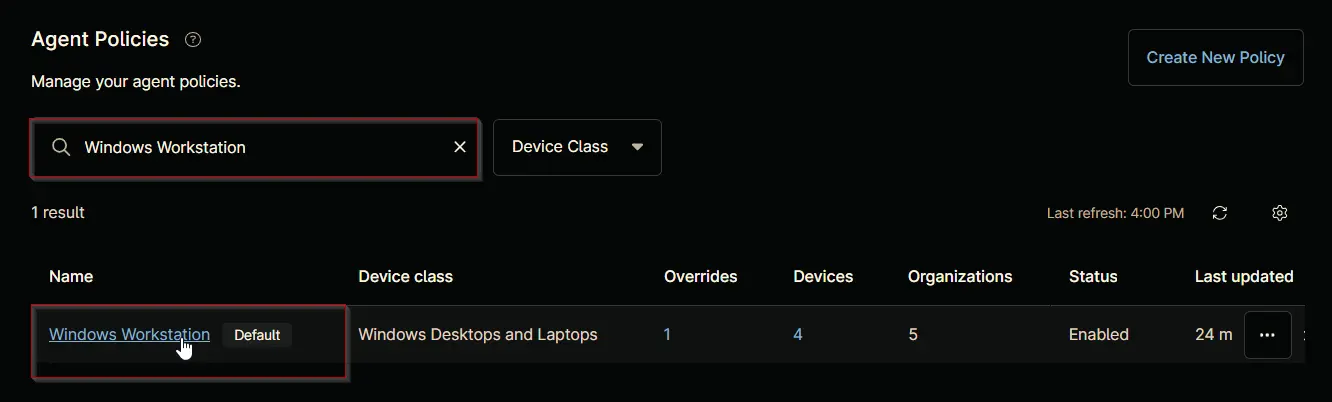 Agent Policies ?
Create New Policy
Manage your agent policies.
Windows Workstation
Device Class
1 result
Last refresh: 4:00 PM
Name Device class Overrides Devices Organizations Status Last updated
Windows Workstation Default Windows Desktops and Laptops 1 4 5 Enabled 24 m ...